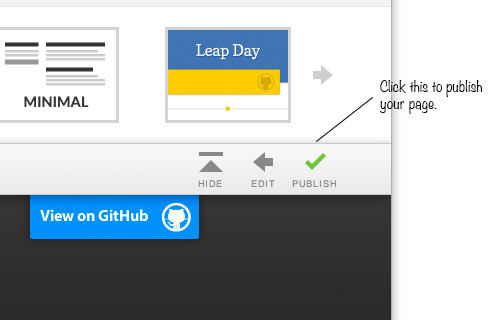 Leap Day
MINIMAL
Click this to publish
your page.
HIDE
EDIT
PUBLISH
View on GitHub